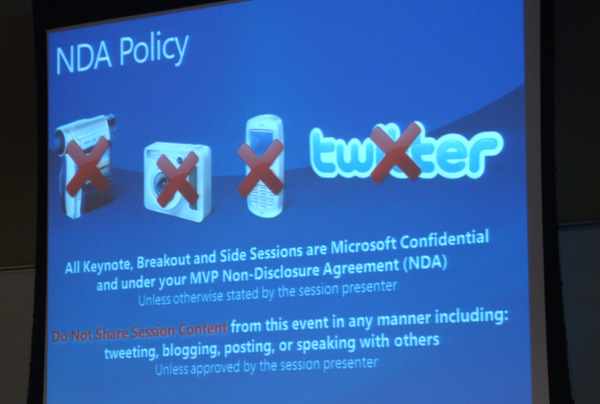 NDA Policy
twitter
All Keynote, Breakout and Side Sessions are Microsoft Confidential
and under your MVP Non-Disclosure Agreement (NDA)
Unless otherwise stated by the session presenter
Do Not Share Session Content from this event in any manner including:
tweeting, blogging, posting, or speaking with others
Unless approved by the session presenter